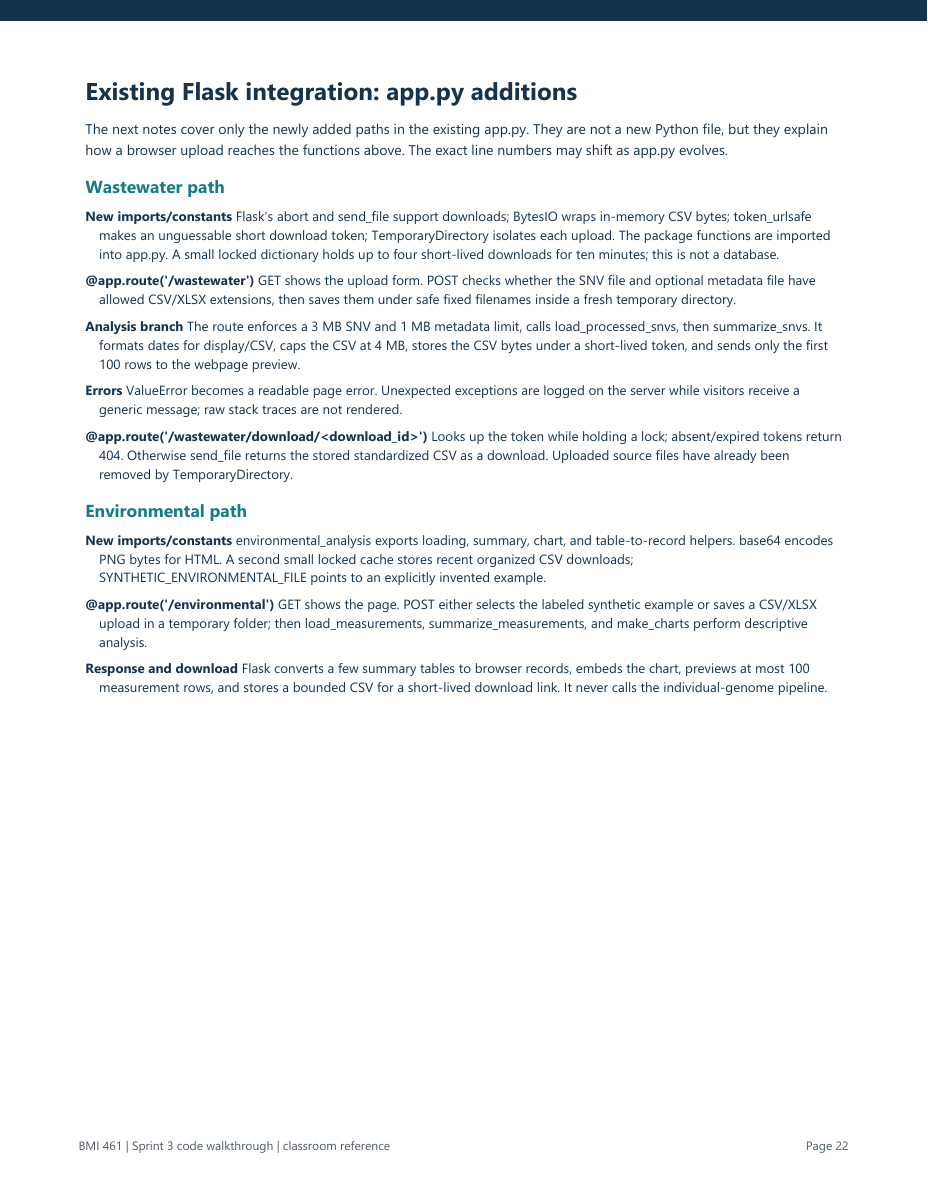 Existing Flask integration: app.py additions
The next notes cover only the newly added paths in the existing app.py. They are not a new Python file, but they explain
how a browser upload reaches the functions above. The exact line numbers may shift as app.py evolves.
Wastewater path
New imports/constants Flask's abort and send_file support downloads; BytesIO wraps in-memory CSV bytes; token_urlsafe
makes an unguessable short download token; TemporaryDirectory isolates each upload. The package functions are imported
into app.py. A small locked dictionary holds up to four short-lived downloads for ten minutes; this is not a database.
@app.route('/wastewater') GET shows the upload form. POST checks whether the SNV file and optional metadata file have
allowed CSV/XLSX extensions, then saves them under safe fixed filenames inside a fresh temporary directory.
Analysis branch The route enforces a 3 MB SNV and 1 MB metadata limit, calls load_processed_snvs, then summarize_snvs. It
formats dates for display/CSV, caps the CSV at 4 MB, stores the CSV bytes under a short-lived token, and sends only the first
100 rows to the webpage preview.
Errors ValueError becomes a readable page error. Unexpected exceptions are logged on the server while visitors receive a
generic message; raw stack traces are not rendered.
@app.route('/wastewater/download/<download_id>') Looks up the token while holding a lock; absent/expired tokens return
404. Otherwise send_file returns the stored standardized CSV as a download. Uploaded source files have already been
removed by TemporaryDirectory.
Environmental path
New imports/constants environmental_analysis exports loading, summary, chart, and table-to-record helpers. base64 encodes
PNG bytes for HTML. A second small locked cache stores recent organized CSV downloads;
SYNTHETIC_ENVIRONMENTAL_FILE points to an explicitly invented example.
@app.route('/environmental') GET shows the page. POST either selects the labeled synthetic example or saves a CSV/XLSX
upload in a temporary folder; then load_measurements, summarize_measurements, and make_charts perform descriptive
analysis.
Response and download Flask converts a few summary tables to browser records, embeds the chart, previews at most 100
measurement rows, and stores a bounded CSV for a short-lived download link. It never calls the individual-genome pipeline.
BMI 461 | Sprint 3 code walkthrough | classroom reference
Page 22